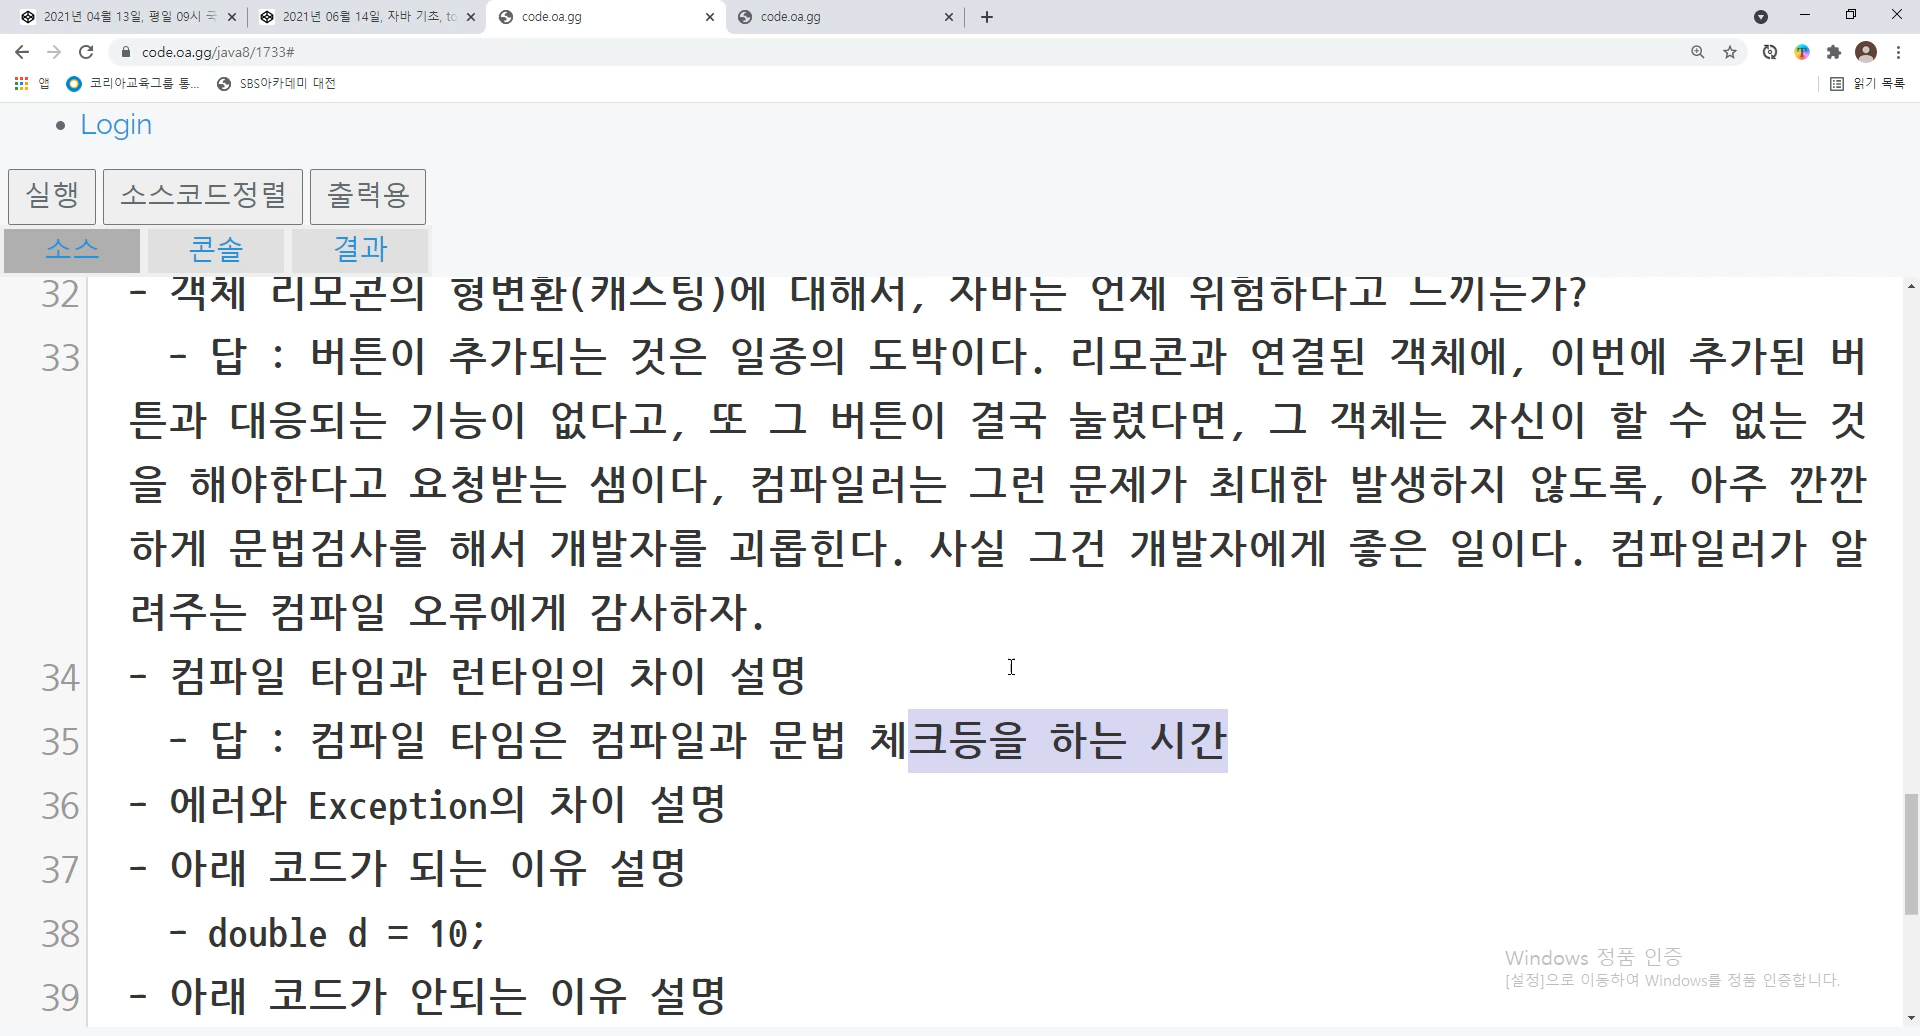 2021년 04월 13일, 평일 09시 국
2021년 06월 14일, 자바 기초, to
code.oa.gg
code.oa.gg
code.oa.gg/java8/1733#
앱
코리아교육그룹 통...
SBS아카데미 대전
읽기 목록
Login
실행
소스코드정렬
출력용
소스
콘솔
결과
32 - 객체 리모콘의 형변환(캐스팅)에 대해서, 자바는 언제 위험하다고 느끼는가?
33 - 답 : 버튼이 추가되는 것은 일종의 도박이다. 리모콘과 연결된 객체에, 이번에 추가된 버
튼과 대응되는 기능이 없다고, 또 그 버튼이 결국 눌렸다면, 그 객체는 자신이 할 수 없는 것
을 해야한다고 요청받는 샘이다, 컴파일러는 그런 문제가 최대한 발생하지 않도록, 아주 깐깐
하게 문법검사를 해서 개발자를 괴롭힌다. 사실 그건 개발자에게 좋은 일이다. 컴파일러가 알
려주는 컴파일 오류에게 감사하자.
34 - 컴파일 타임과 런타임의 차이 설명
35 - 답 : 컴파일 타임은 컴파일과 문법 체크등을 하는 시간
36 - 에러와 Exception의 차이 설명
37 - 아래 코드가 되는 이유 설명
38 - double d = 10;
39 - 아래 코드가 안되는 이유 설명
Windows 정품 인증
[설정]으로 이동하여 Windows를 정품 인증합니다.